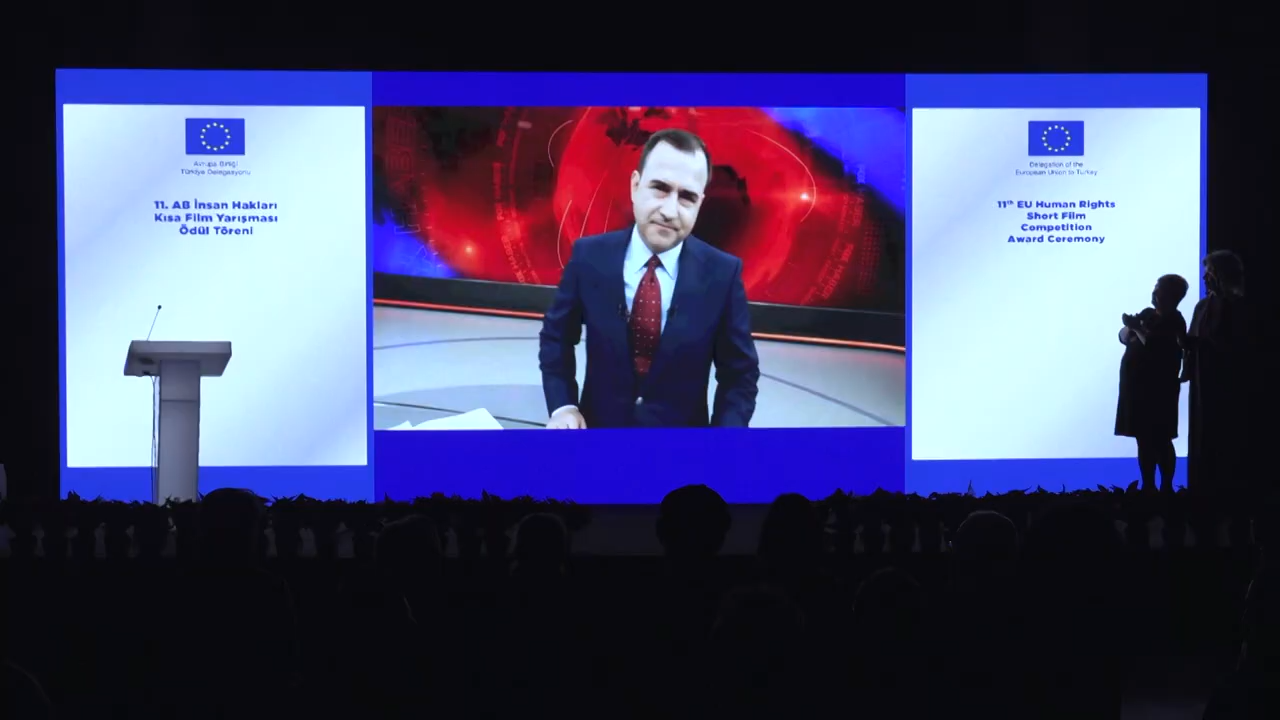 Avrupa Birliği
Türkiye Delegasyonu
11. AB İnsan Hakları
Kısa Film Yarışması
Ödül Töreni
Delegation of the
European Union to Turkey
11th EU Human Rights
Short Film
Competition
Award Ceremony